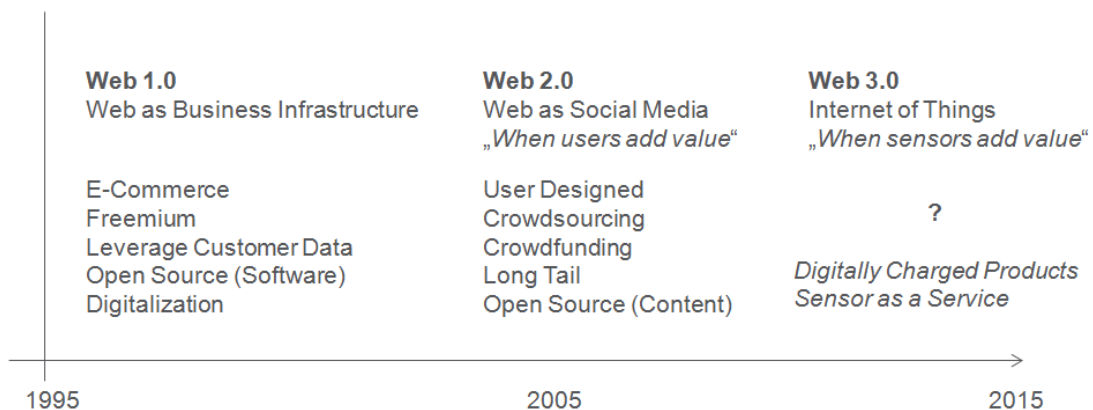 Web 1.0
Web as Business Infrastructure
E-Commerce
Freemium
Leverage Customer Data
Open Source (Software)
Digitalization
Web 2.0
Web as Social Media
„When users add value“
User Designed
Crowdsourcing
Crowdfunding
Long Tail
Open Source (Content)
Web 3.0
Internet of Things
„When sensors add value“
?
Digitally Charged Products
Sensor as a Service
1995
2005
2015